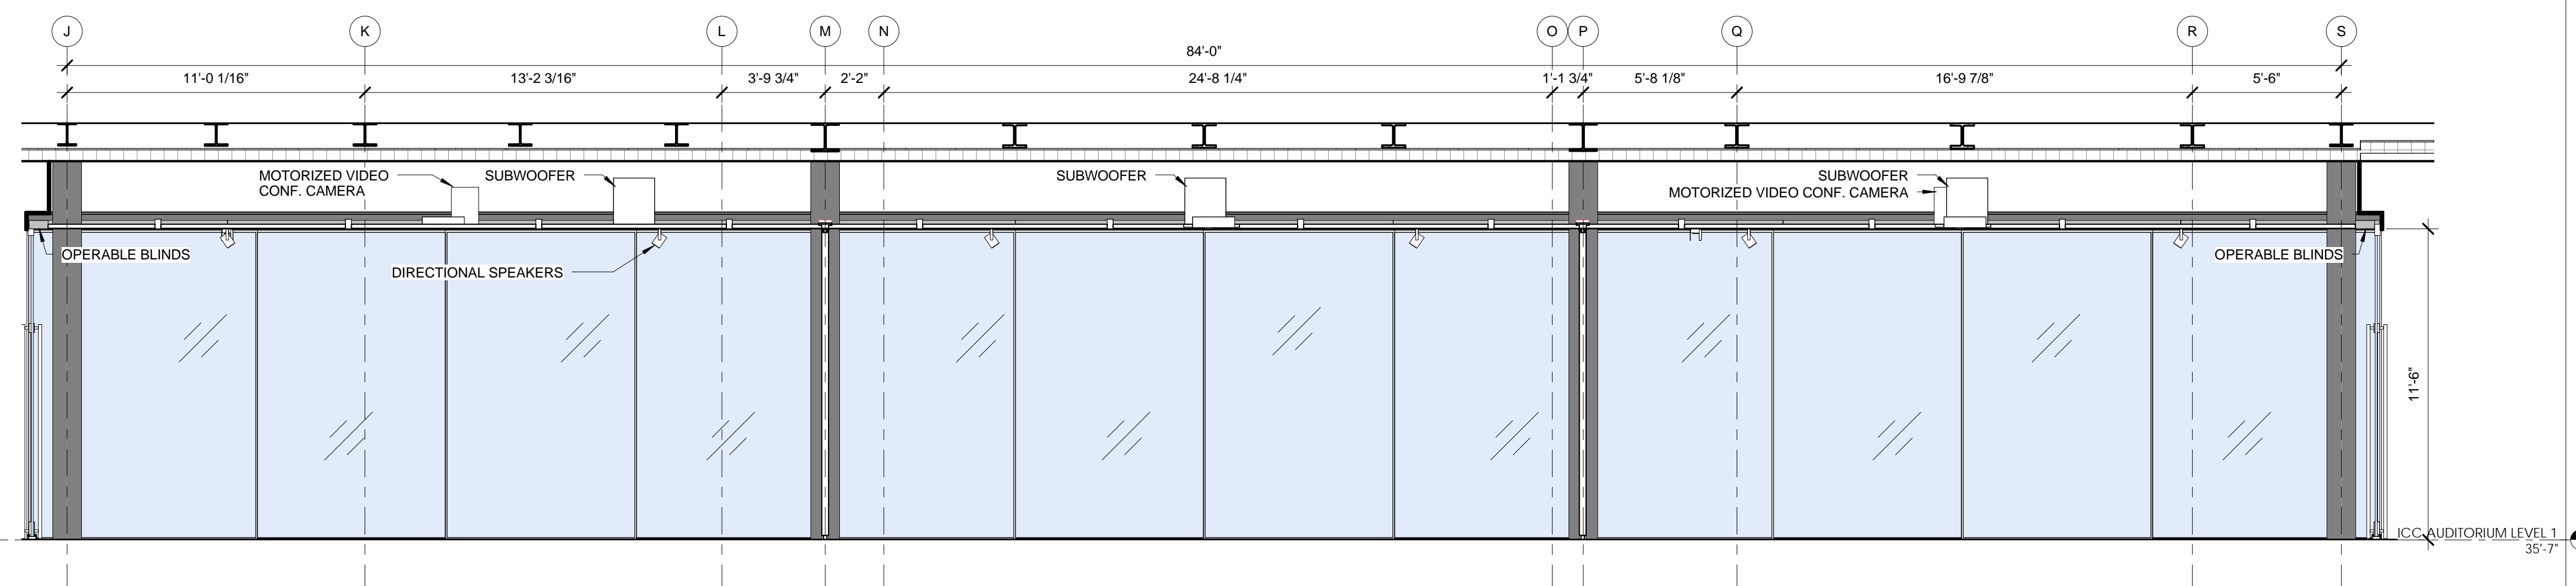 J K L M N O P Q R S
84'-0"
11'-0 1/16" 13'-2 3/16" 3'-9 3/4" 2'-2" 24'-8 1/4" 1'-1 3/4" 5'-8 1/8" 16'-9 7/8" 5'-6"
MOTORIZED VIDEO
CONF. CAMERA
SUBWOOFER
SUBWOOFER
SUBWOOFER
MOTORIZED VIDEO CONF. CAMERA
OPERABLE BLINDS
DIRECTIONAL SPEAKERS
OPERABLE BLINDS
11'-6"
ICC AUDITORIUM LEVEL 1
35'-7"